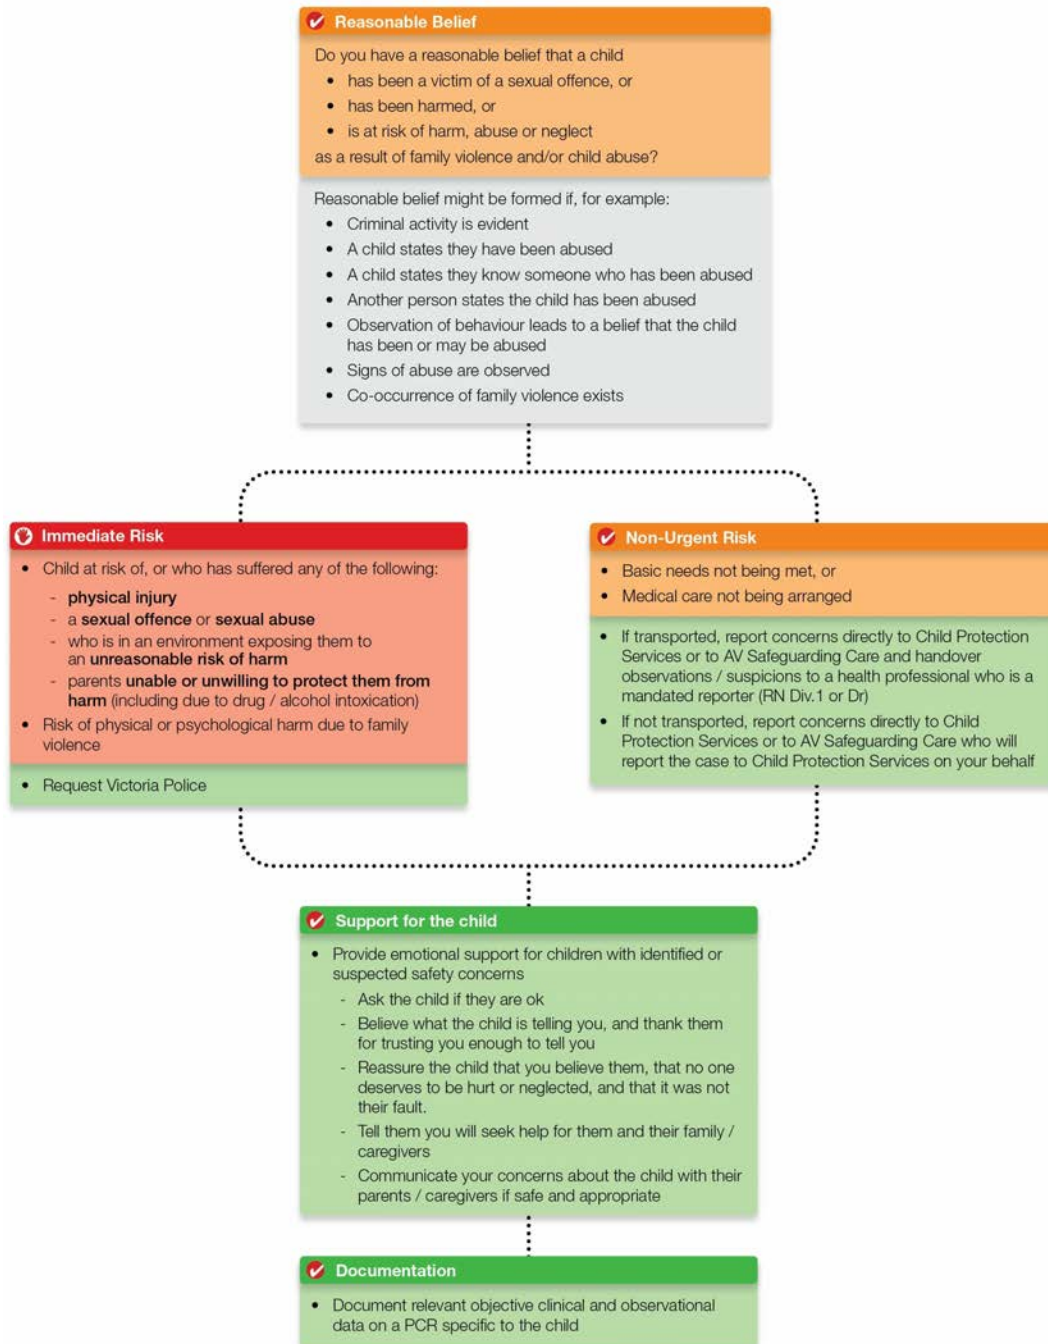 Reasonable Belief
Do you have a reasonable belief that a child
• has been a victim of a sexual offence, or
• has been harmed, or
• is at risk of harm, abuse or neglect
as a result of family violence and/or child abuse?
Reasonable belief might be formed if, for example:
• Criminal activity is evident
• A child states they have been abused
• A child states they know someone who has been abused
• Another person states the child has been abused
• Observation of behaviour leads to a belief that the child
has been or may be abused
• Signs of abuse are observed
• Co-occurrence of family violence exists
Immediate Risk
• Child at risk of, or who has suffered any of the following:
- physical injury
- a sexual offence or sexual abuse
- who is in an environment exposing them to
an unreasonable risk of harm
- parents unable or unwilling to protect them from
harm (including due to drug / alcohol intoxication)
• Risk of physical or psychological harm due to family
violence
• Request Victoria Police
Non-Urgent Risk
• Basic needs not being met, or
• Medical care not being arranged
• If transported, report concerns directly to Child Protection
Services or to AV Safeguarding Care and handover
observations / suspicions to a health professional who is a
mandated reporter (RN Div.1 or Dr)
• If not transported, report concerns directly to Child
Protection Services or to AV Safeguarding Care who will
report the case to Child Protection Services on your behalf
Support for the child
• Provide emotional support for children with identified or
suspected safety concerns
- Ask the child if they are ok
- Believe what the child is telling you, and thank them
for trusting you enough to tell you
- Reassure the child that you believe them, that no one
deserves to be hurt or neglected, and that it was not
their fault.
- Tell them you will seek help for them and their family /
caregivers
- Communicate your concerns about the child with their
parents / caregivers if safe and appropriate
Documentation
• Document relevant objective clinical and observational
data on a PCR specific to the child